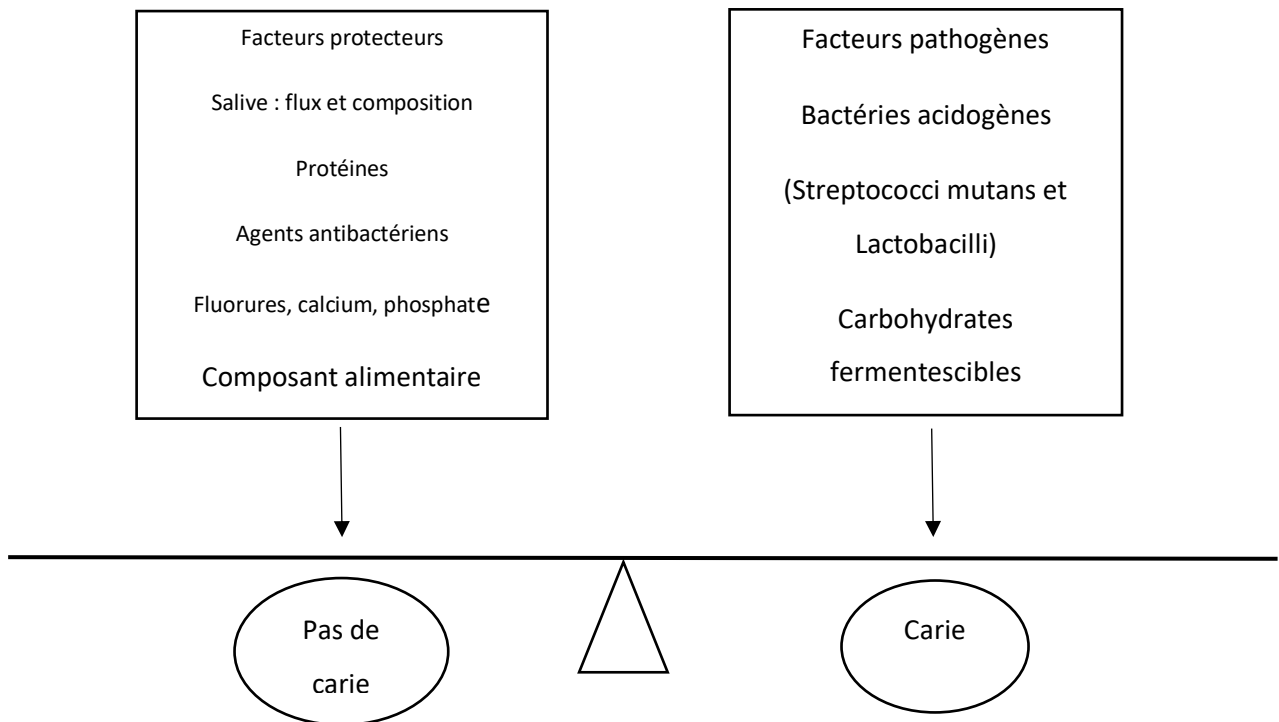 Facteurs protecteurs
Salive : flux et composition
Protéines
Agents antibactériens
Fluorures, calcium, phosphate
Composant alimentaire
Facteurs pathogènes
Bactéries acidogènes
(Streptococci mutans et
Lactobacilli)
Carbohydrates
fermentescibles
Pas de
carie
Carie